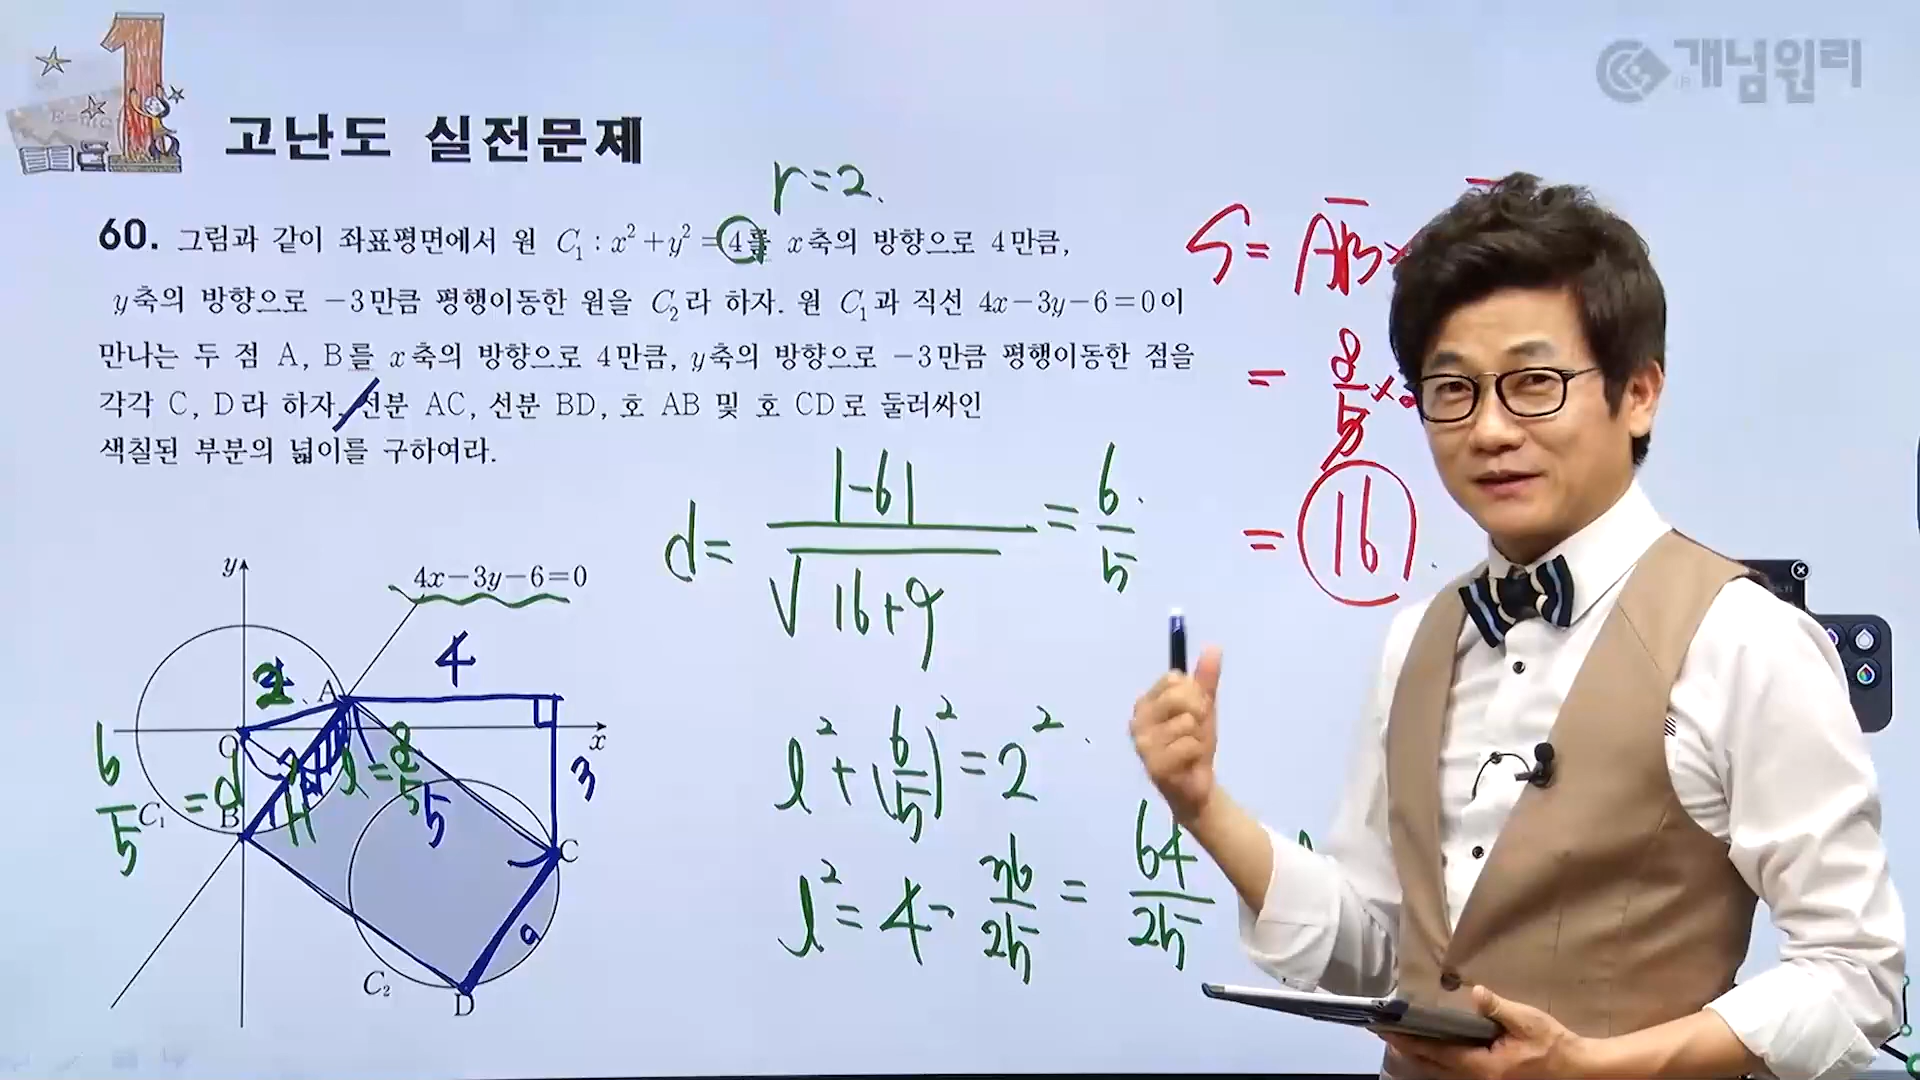 1
개념원리
고난도 실전문제
r=2.
60. 그림과 같이 좌표평면에서 원 C₁ : x²+y²=4를 x축의 방향으로 4만큼,
y축의 방향으로 −3만큼 평행이동한 원을 C₂라 하자. 원 C₁과 직선 4x−3y−6=0이
만나는 두 점 A, B를 x축의 방향으로 4만큼, y축의 방향으로 −3만큼 평행이동한 점을
각각 C, D라 하자. 선분 AC, 선분 BD, 호 AB 및 호 CD로 둘러싸인
색칠된 부분의 넓이를 구하여라.
S= AB×
= 8/5 ×
= 16
d= |-6| / √16+9 = 6/5
l²+(6/5)²=2²
l²= 4- 36/25 = 64/25
y
4x−3y−6=0
4
2
A
x
O
3
6/5 =d
l=8/5
5
H
C₁
B
C
C₂
D